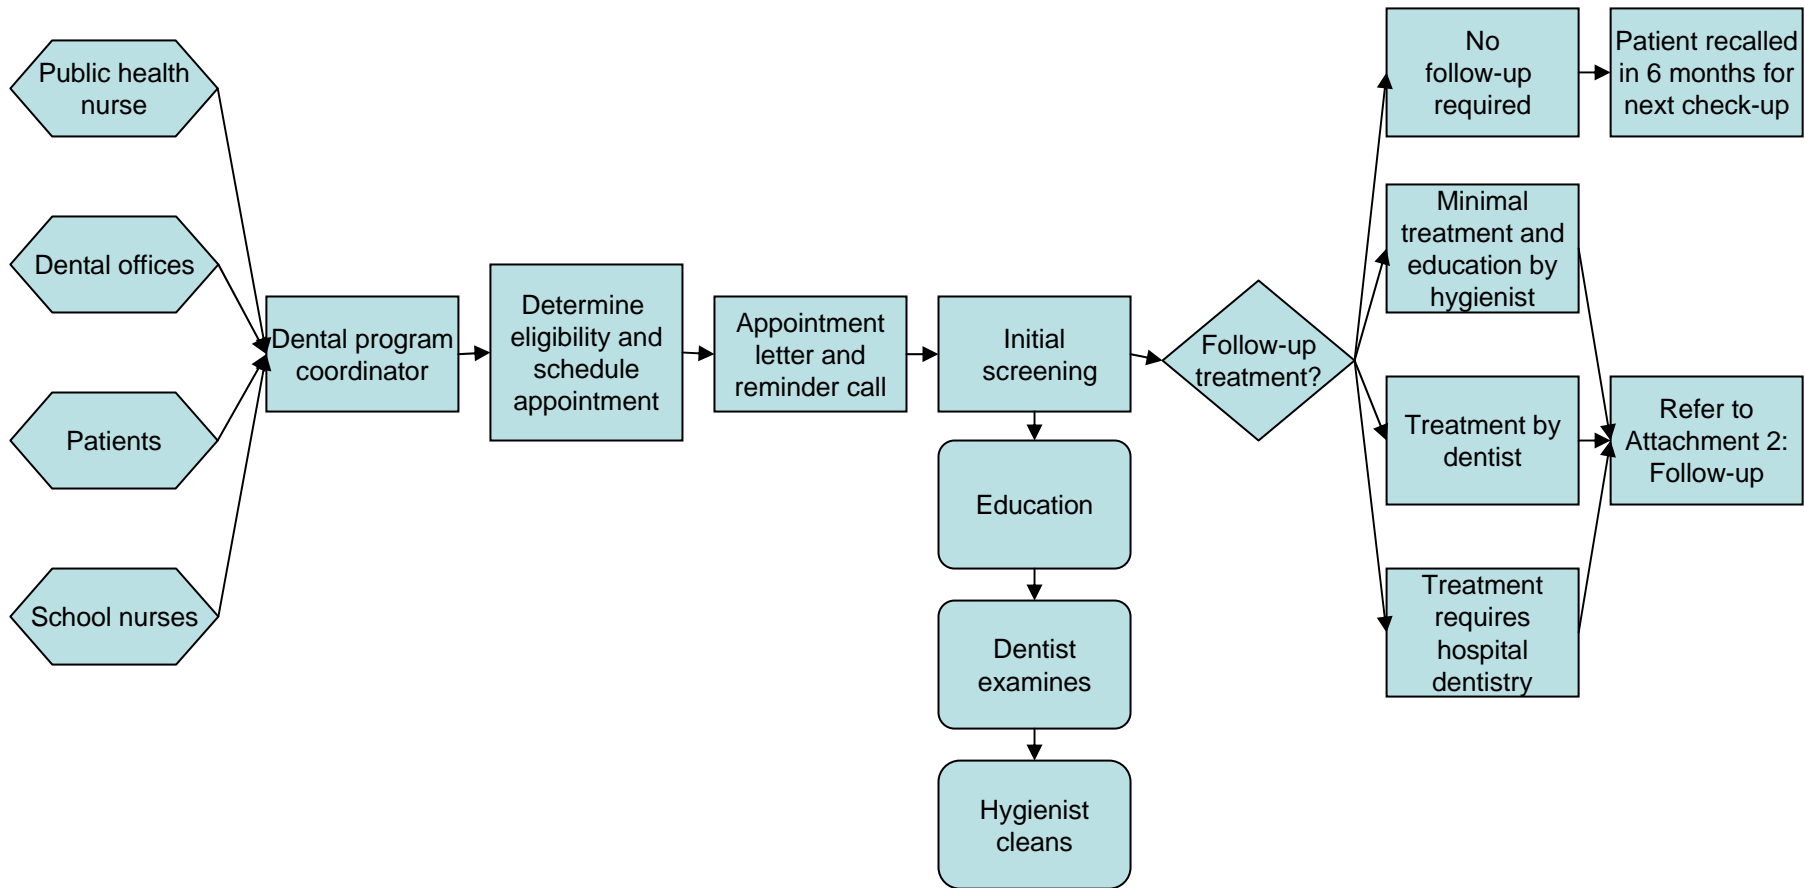 Public health
nurse
Dental offices
Patients
School nurses
Dental program
coordinator
Determine
eligibility and
schedule
appointment
Appointment
letter and
reminder call
Initial
screening
Education
Dentist
examines
Hygienist
cleans
Follow-up
treatment?
No
follow-up
required
Patient recalled
in 6 months for
next check-up
Minimal
treatment and
education by
hygienist
Treatment by
dentist
Treatment
requires
hospital
dentistry
Refer to
Attachment 2:
Follow-up